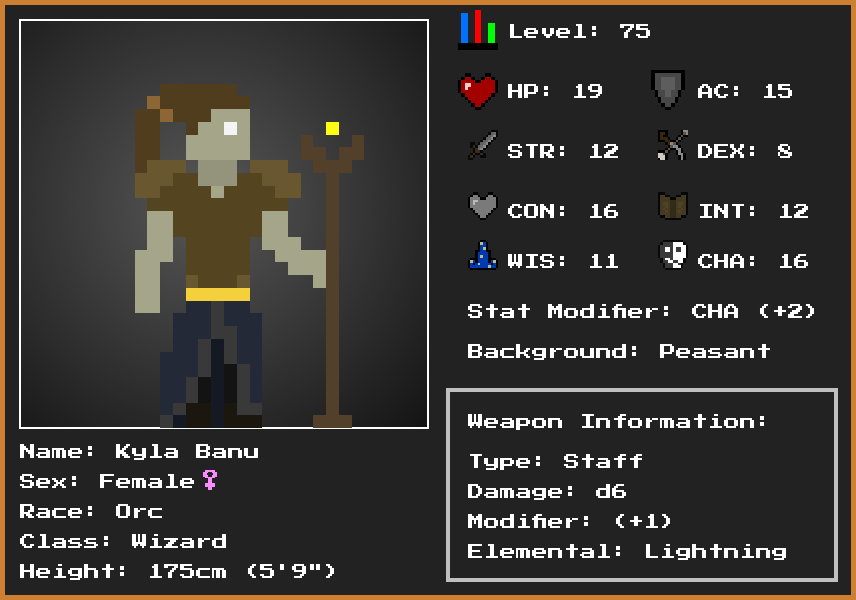 Level: 75
HP: 19
AC: 15
STR: 12
DEX: 8
CON: 16
INT: 12
WIS: 11
CHA: 16
Stat Modifier: CHA (+2)
Background: Peasant
Weapon Information:
Type: Staff
Damage: d6
Modifier: (+1)
Elemental: Lightning
Name: Kyla Banu
Sex: Female♀
Race: Orc
Class: Wizard
Height: 175cm (5'9")